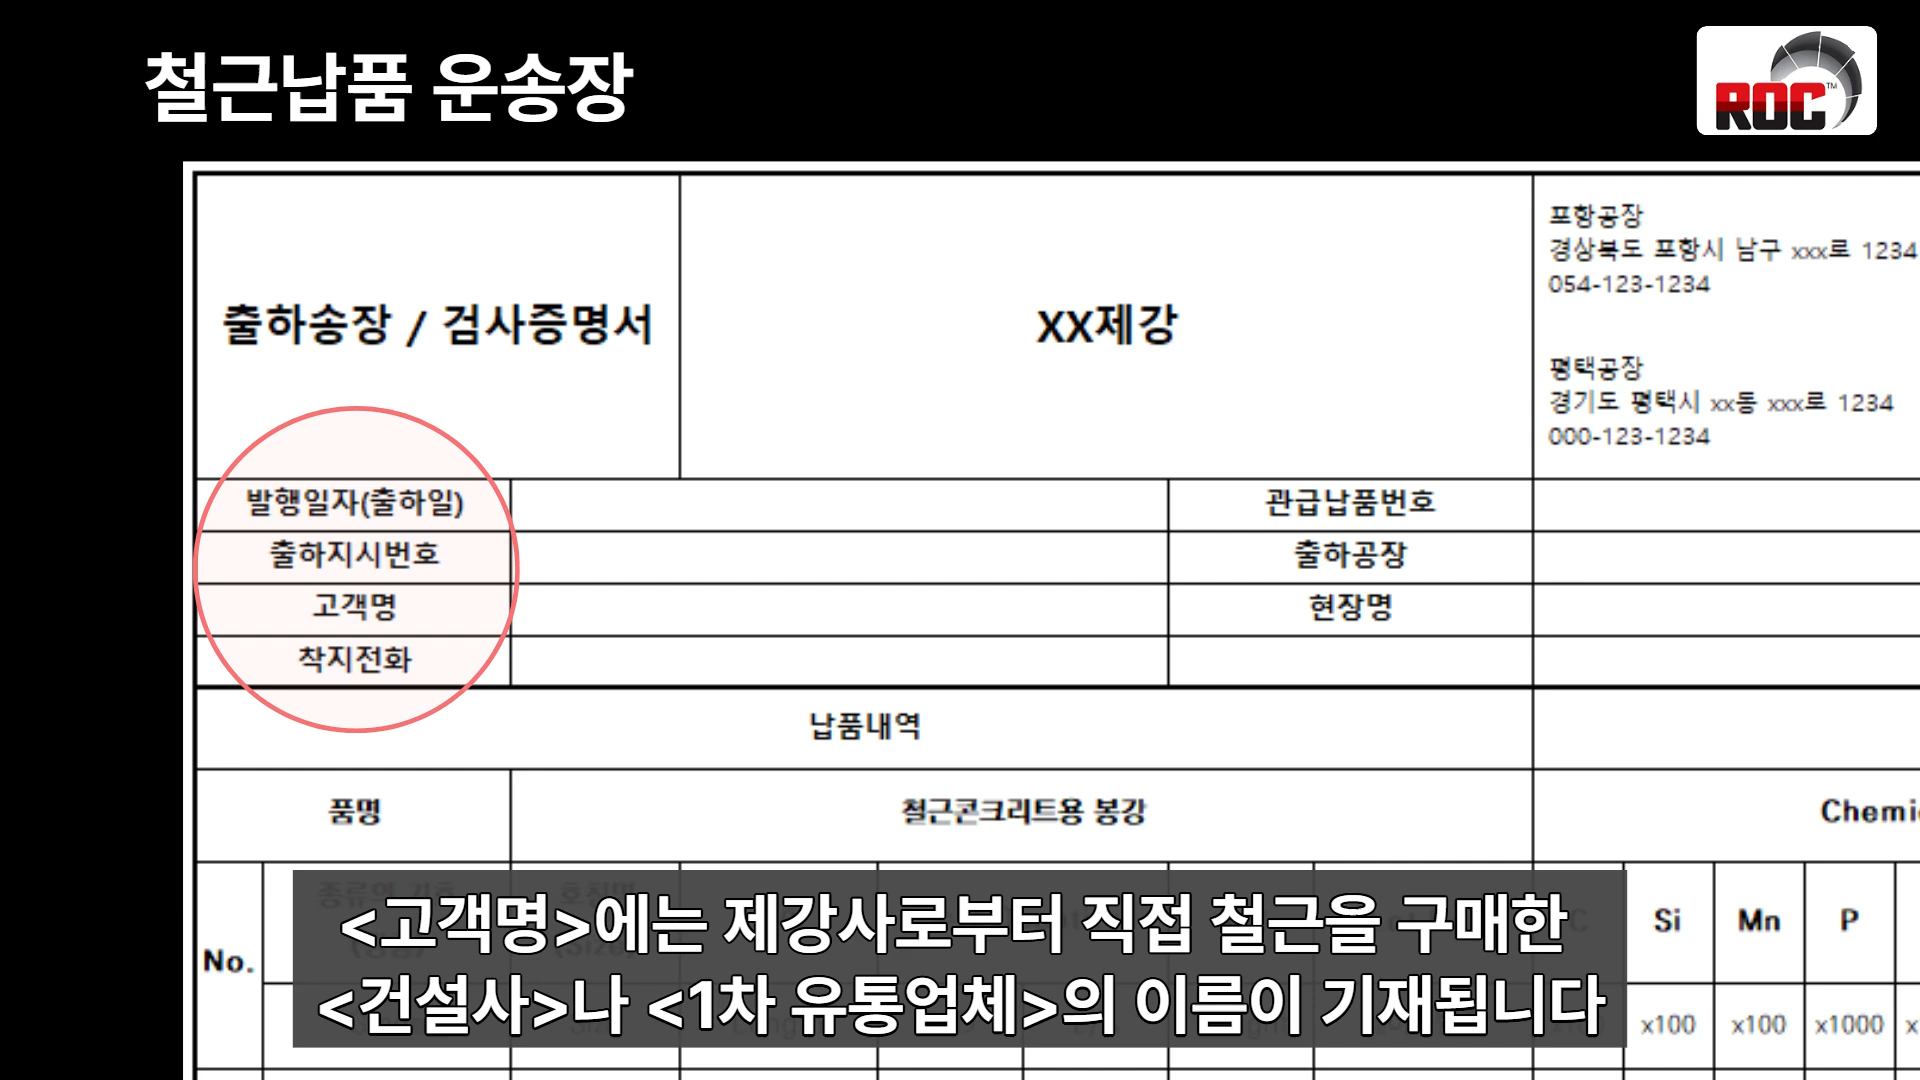 철근납품 운송장
ROC™
출하송장 / 검사증명서
XX제강
포항공장
경상북도 포항시 남구 xxx로 1234
054-123-1234
평택공장
경기도 평택시 xx동 xxx로 1234
000-123-1234
발행일자(출하일)
관급납품번호
출하지시번호
출하공장
고객명
현장명
착지전화
납품내역
품명
철근콘크리트용 봉강
No.
C
Si
Mn
P
x100
x100
x1000
<고객명>에는 제강사로부터 직접 철근을 구매한
<건설사>나 <1차 유통업체>의 이름이 기재됩니다